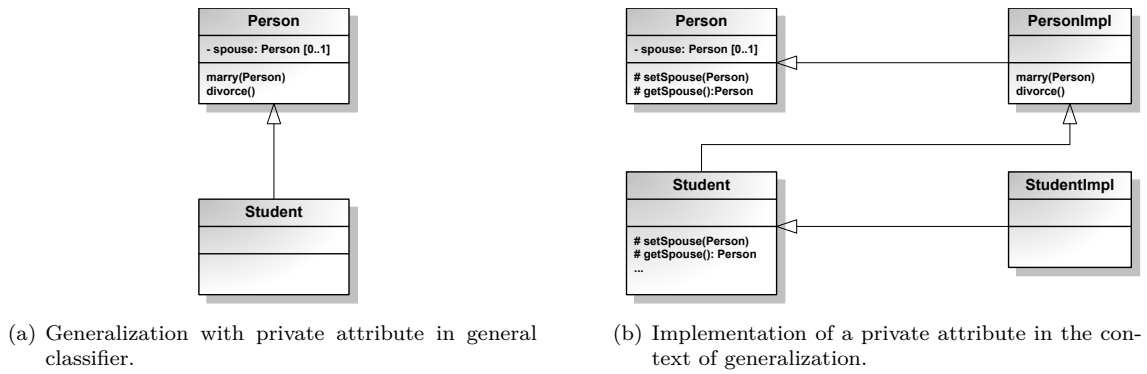 Person
- spouse: Person [0..1]
marry(Person)
divorce()
Student
(a) Generalization with private attribute in general
classifier.
Person
- spouse: Person [0..1]
# setSpouse(Person)
# getSpouse():Person
PersonImpl
marry(Person)
divorce()
Student
# setSpouse(Person)
# getSpouse(): Person
...
StudentImpl
(b) Implementation of a private attribute in the con-
text of generalization.